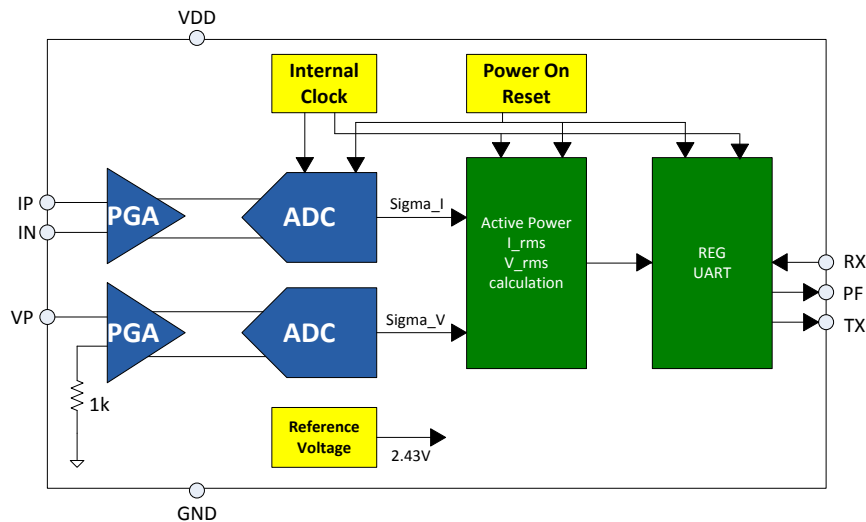 VDD
Internal
Clock
Power On
Reset
IP
IN
PGA
ADC
Sigma_I
Active Power
I_rms
V_rms
calculation
REG
UART
RX
PF
TX
VP
PGA
ADC
Sigma_V
1k
Reference
Voltage
2.43V
GND